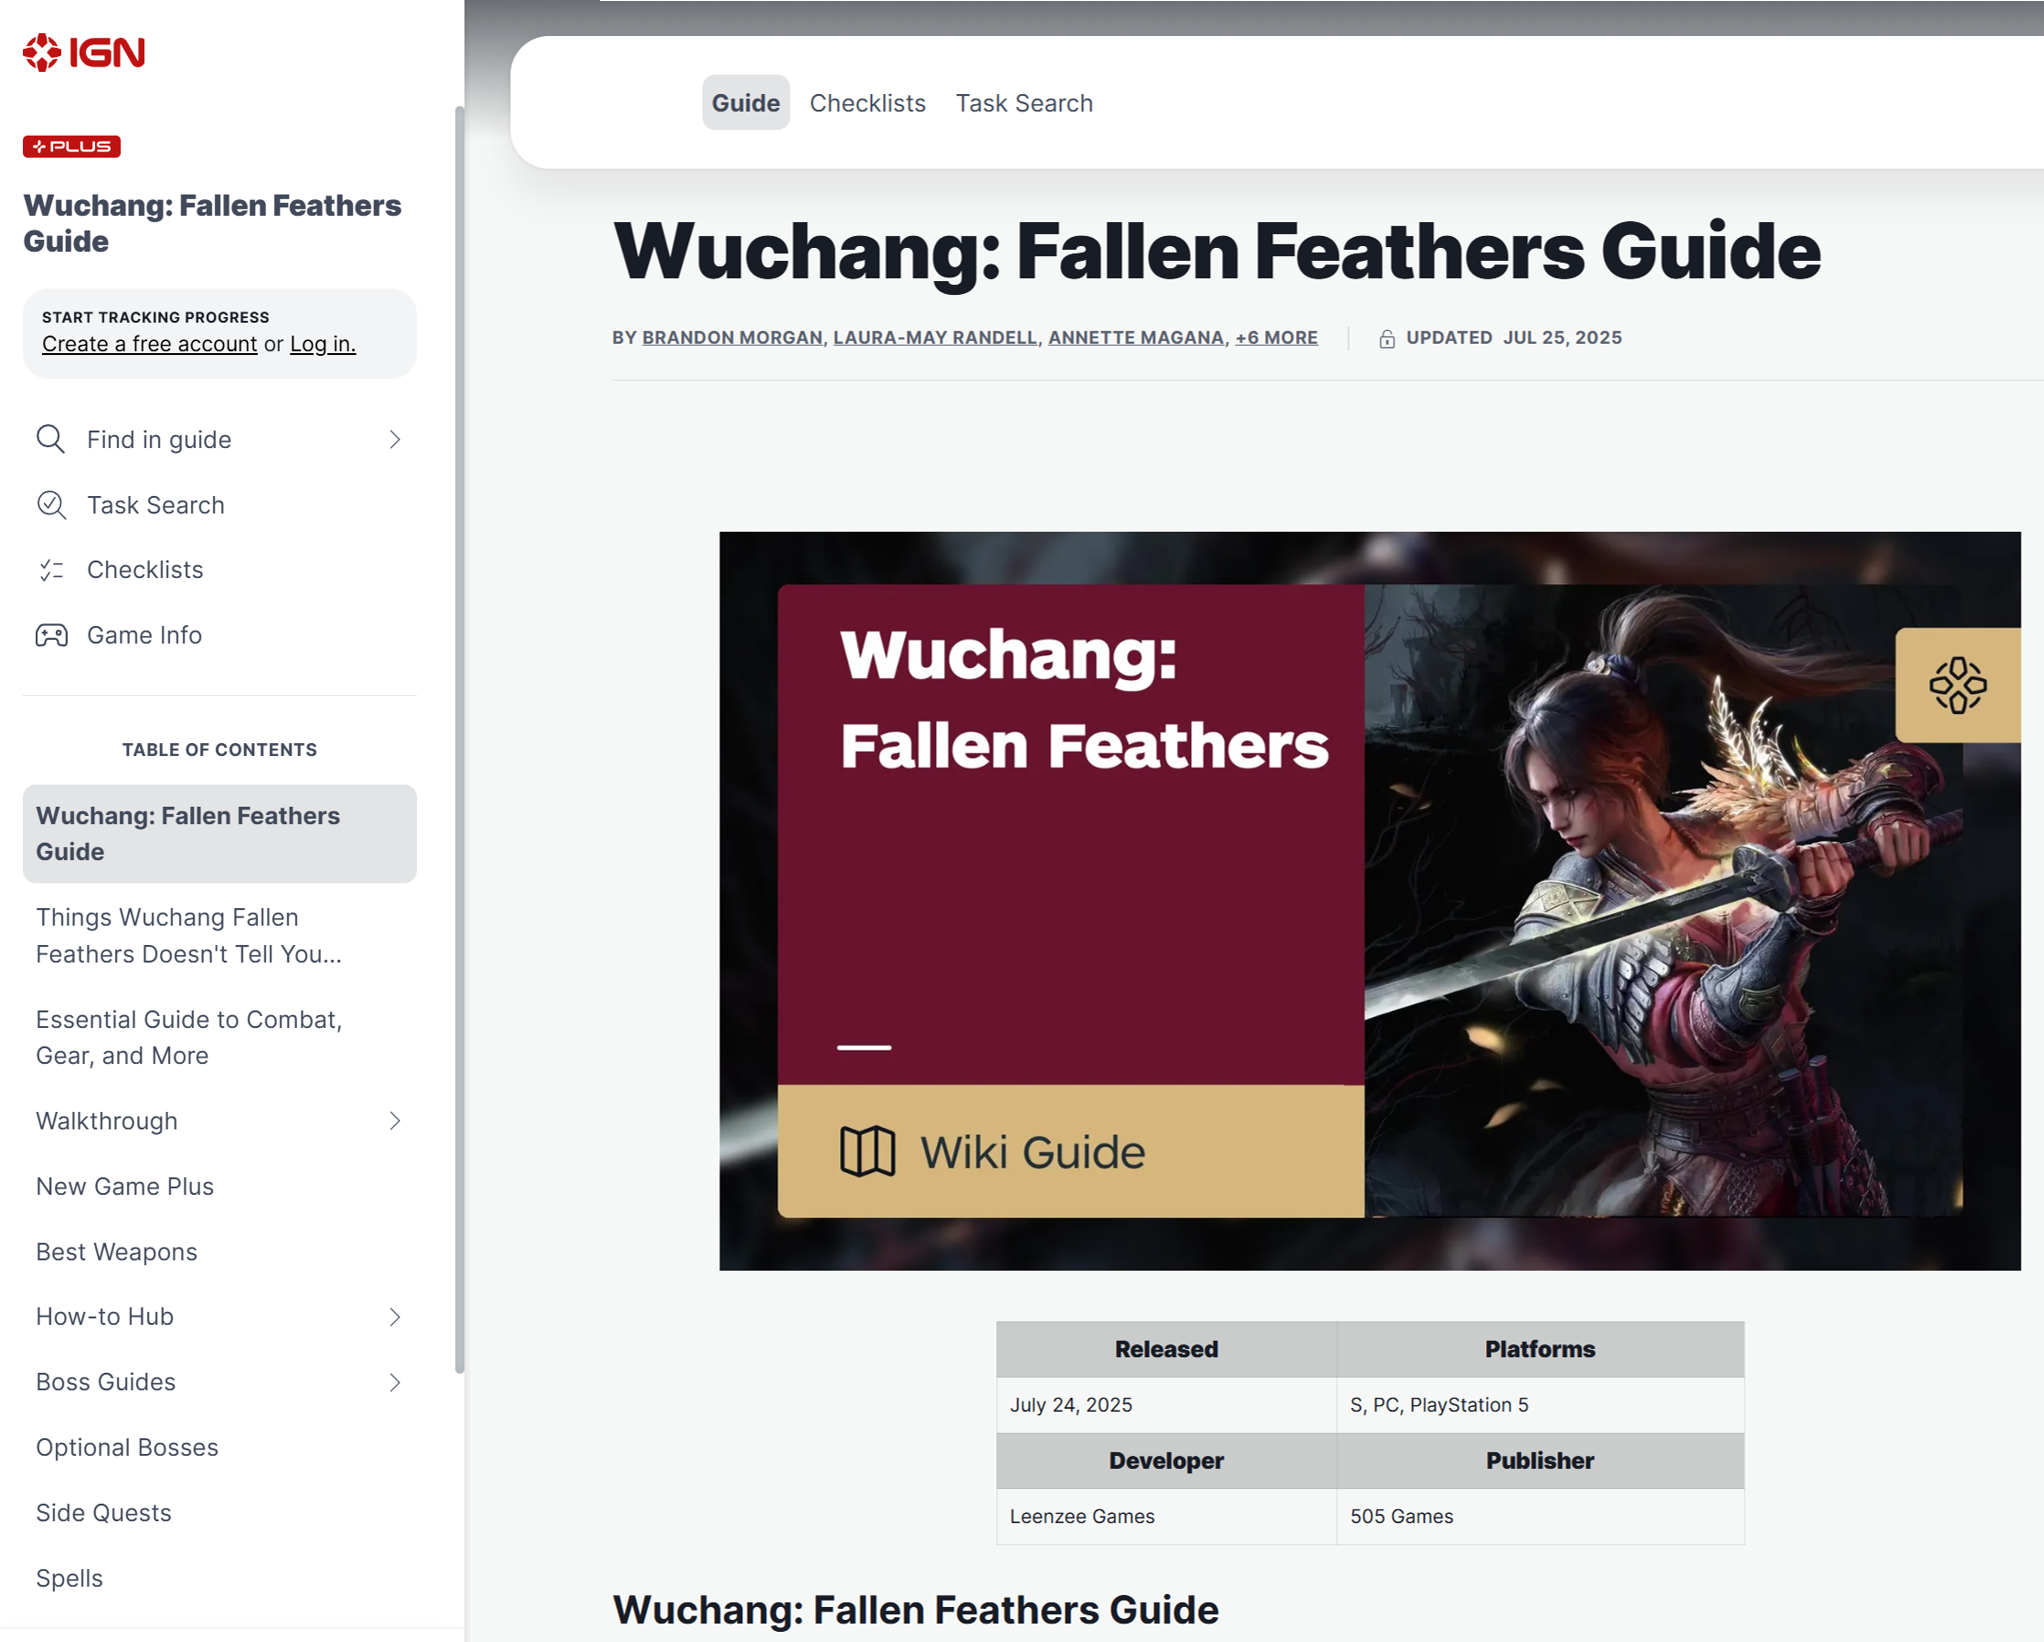 IGN
PLUS
Wuchang: Fallen Feathers
Guide
START TRACKING PROGRESS
Create a free account or Log in.
Find in guide
Task Search
Checklists
Game Info
TABLE OF CONTENTS
Wuchang: Fallen Feathers
Guide
Things Wuchang Fallen
Feathers Doesn't Tell You...
Essential Guide to Combat,
Gear, and More
Walkthrough
New Game Plus
Best Weapons
How-to Hub
Boss Guides
Optional Bosses
Side Quests
Spells
Guide Checklists Task Search
Wuchang: Fallen Feathers Guide
BY BRANDON MORGAN, LAURA-MAY RANDELL, ANNETTE MAGANA, +6 MORE UPDATED JUL 25, 2025
Wuchang:
Fallen Feathers
Wiki Guide
Released Platforms
July 24, 2025 S, PC, PlayStation 5
Developer Publisher
Leenzee Games 505 Games
Wuchang: Fallen Feathers Guide